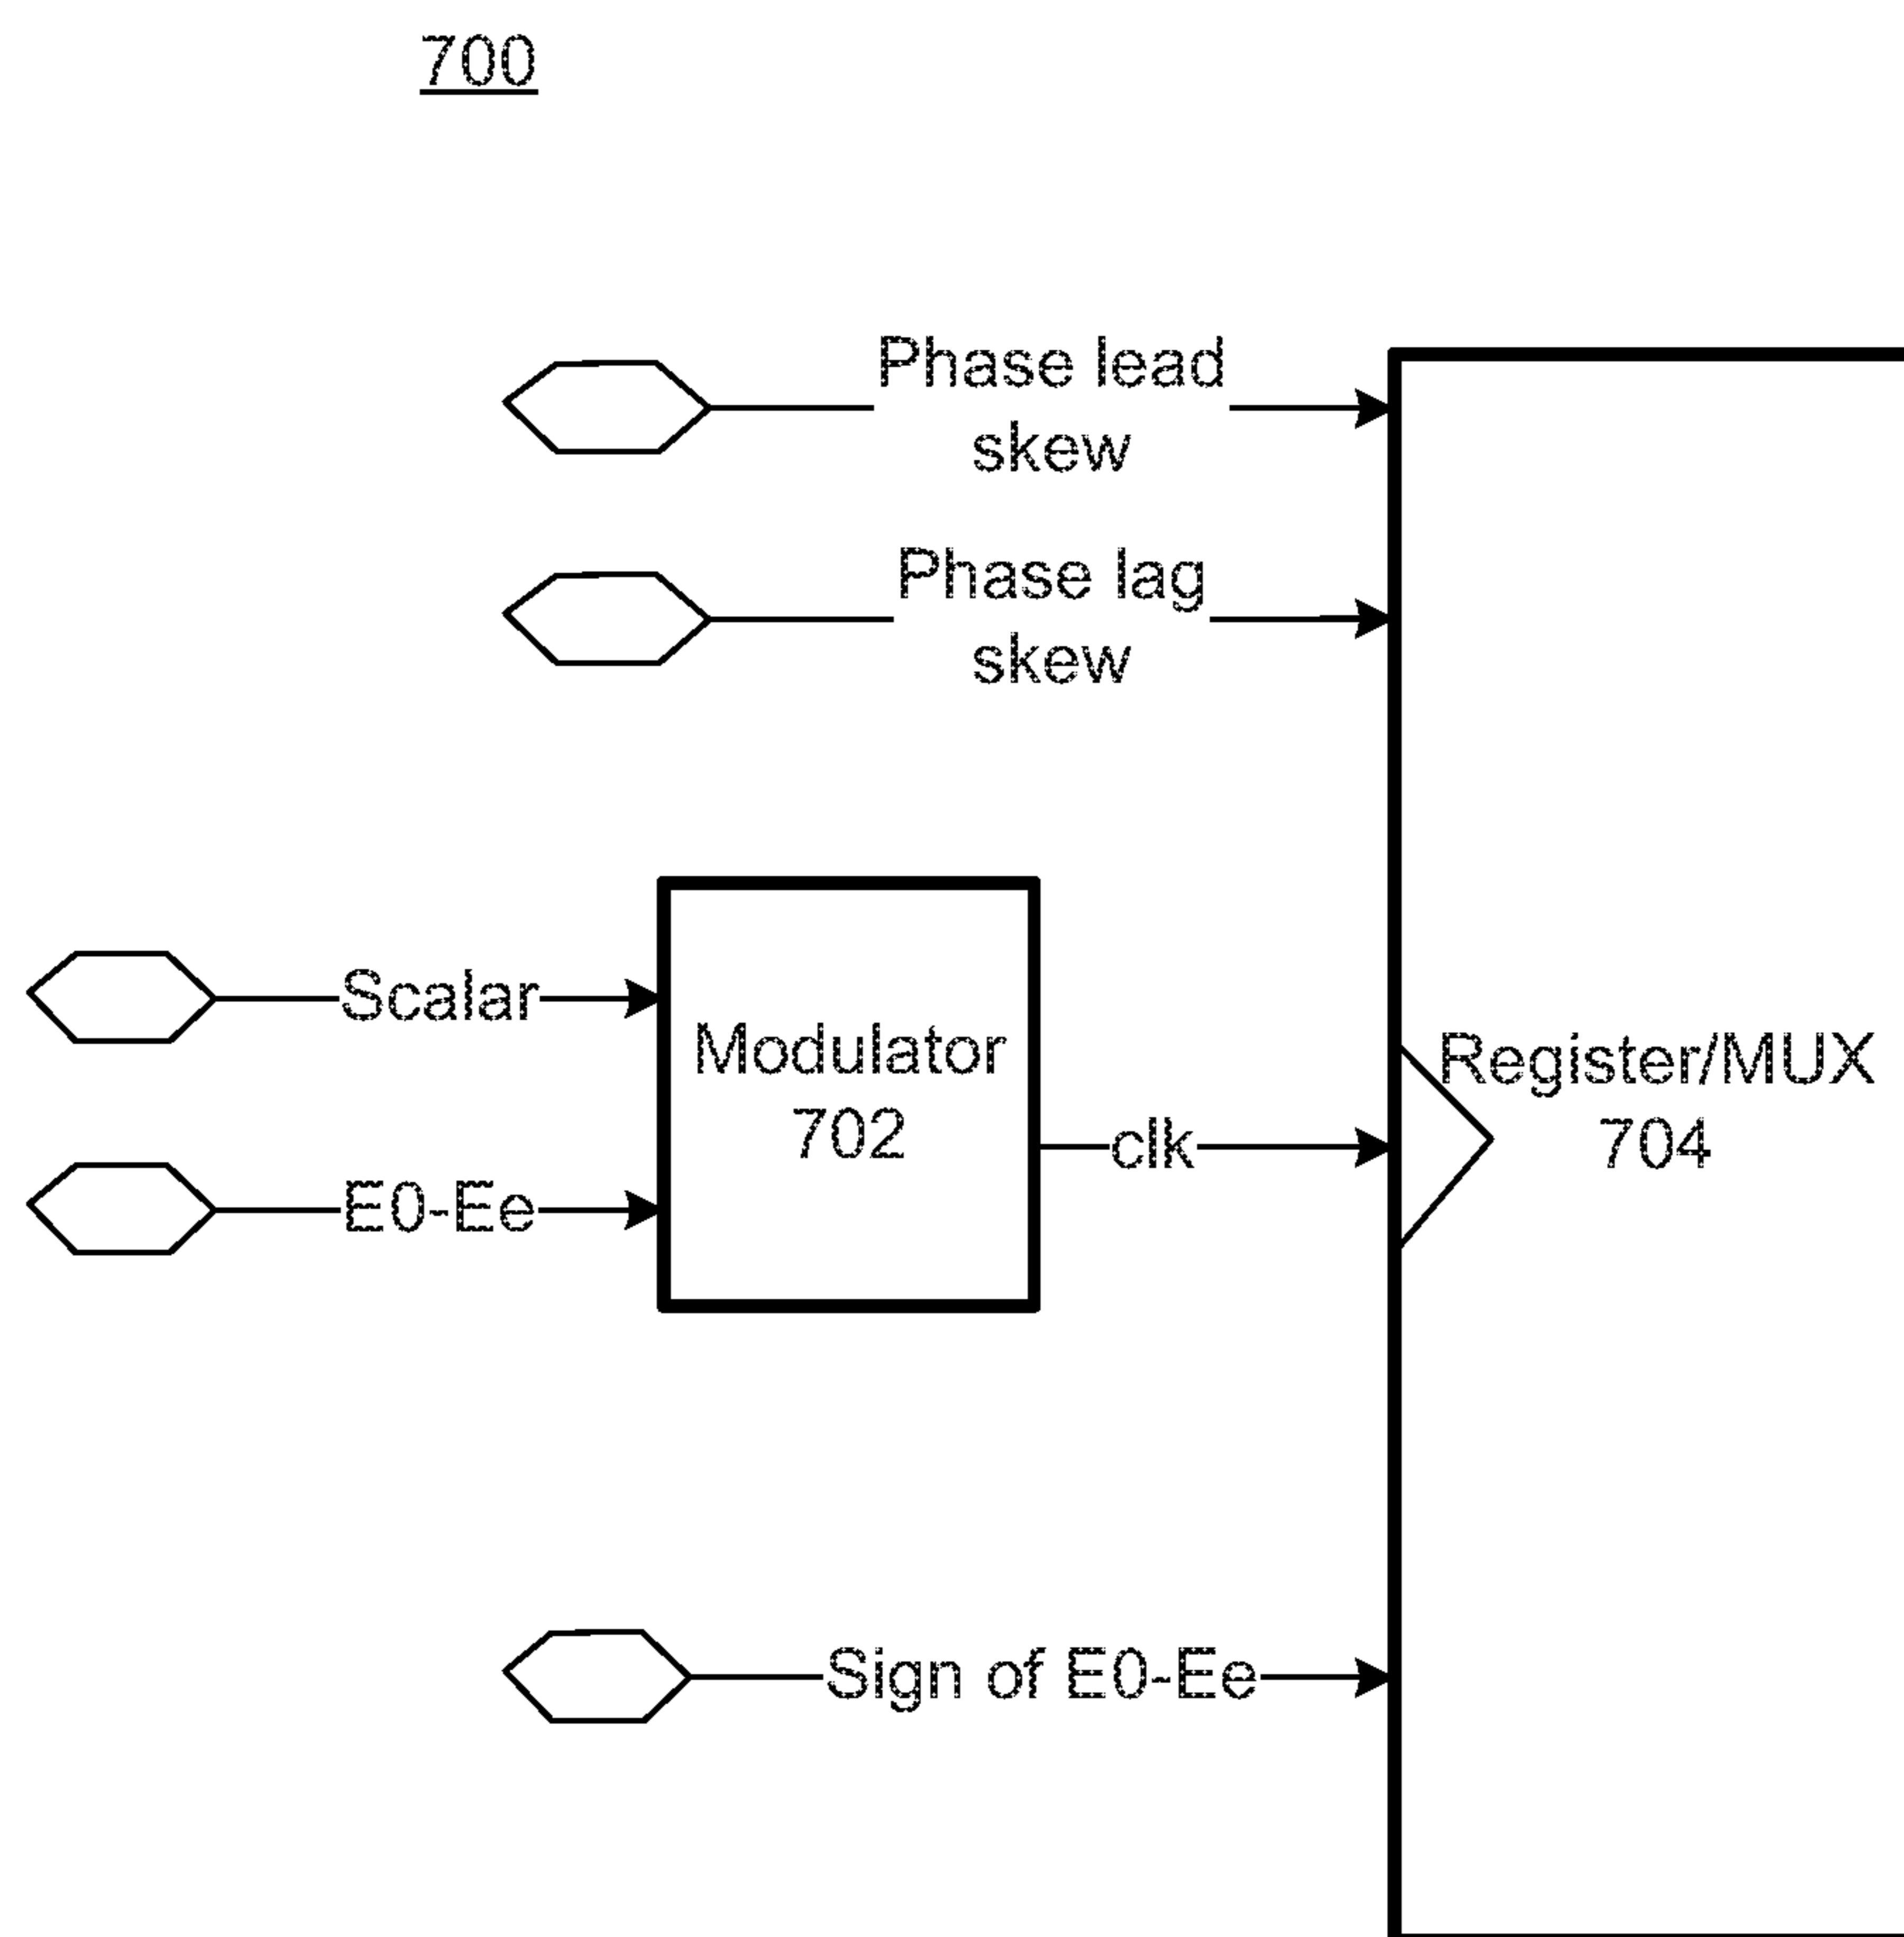 700
Phase lead
skew
Phase lag
skew
Scalar
Modulator
702
E0-Ee
clk
Register/MUX
704
Sign of E0-Ee